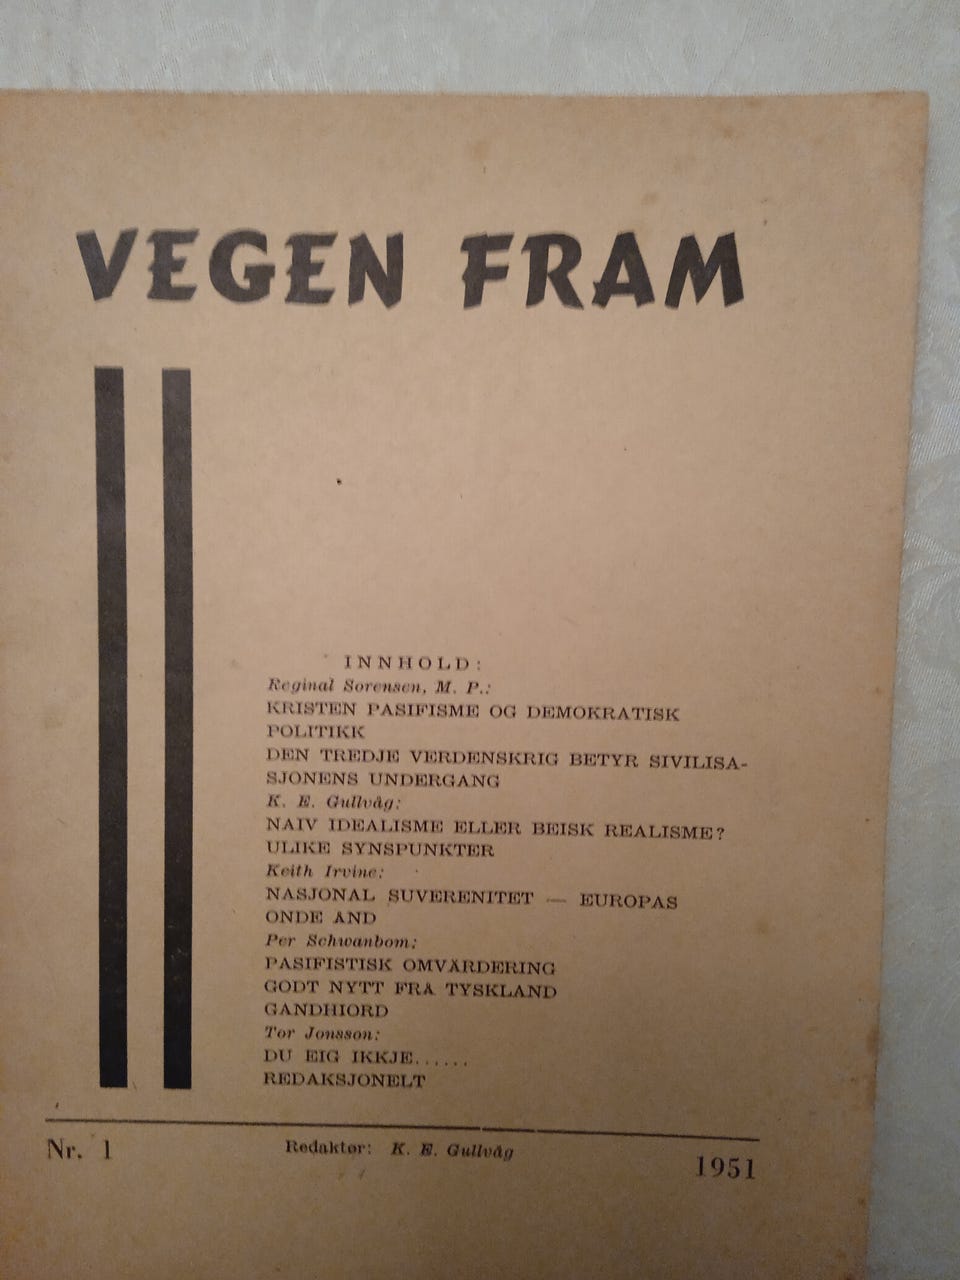 VEGEN FRAM
INNHOLD:
Reginal Sorensen, M. P.:
KRISTEN PASIFISME OG DEMOKRATISK
POLITIKK
DEN TREDJE VERDENSKRIG BETYR SIVILISA-
SJONENS UNDERGANG
K. E. Gullvåg:
NAIV IDEALISME ELLER BEISK REALISME?
ULIKE SYNSPUNKTER
Keith Irvine:
NASJONAL SUVERENITET — EUROPAS
ONDE AND
Per Schwanbom:
PASIFISTISK OMVÄRDERING
GODT NYTT FRA TYSKLAND
GANDHIORD
Tor Jonsson:
DU EIG IKKJE......
REDAKSJONELT
Nr. 1
Redaktør: K. E. Gullvåg
1951